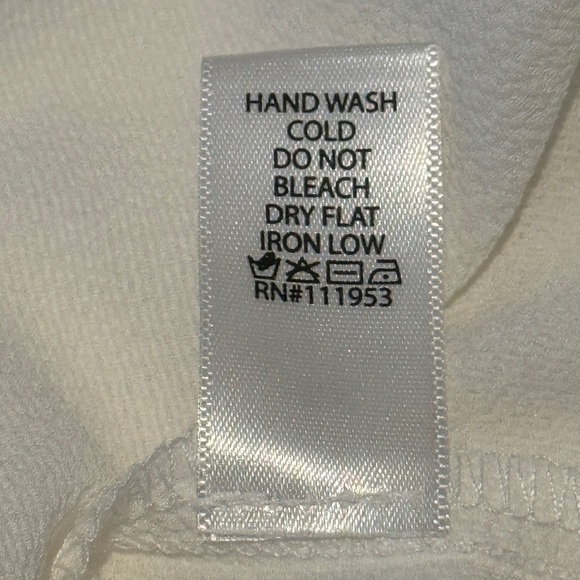 HAND WASH
COLD
DO NOT
BLEACH
DRY FLAT
IRON LOW
RN#111953